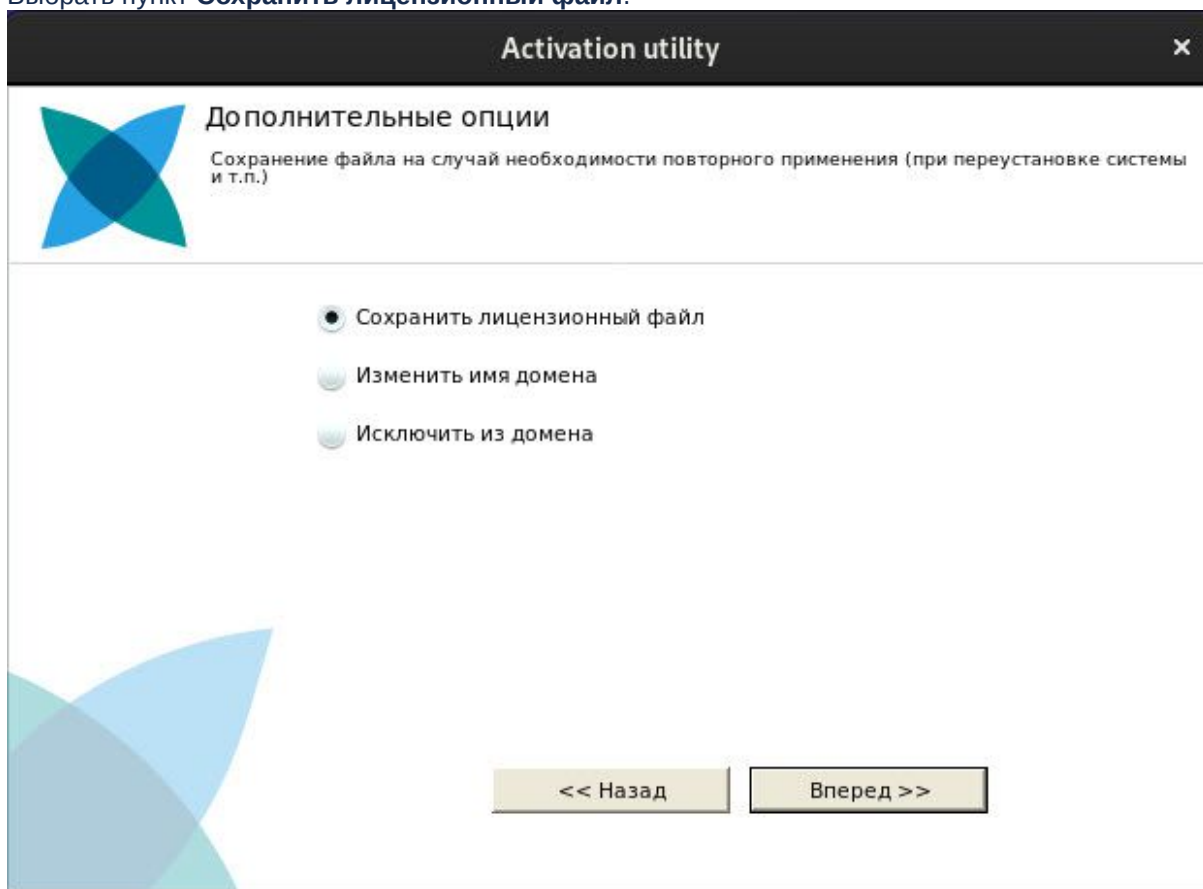 Выбрать пункт Сохранить лицензионный файл.
Activation utility
Дополнительные опции
Сохранение файла на случай необходимости повторного применения (при переустановке системы
и т.п.)
Сохранить лицензионный файл
Изменить имя домена
Исключить из домена
<< Назад
Вперед >>